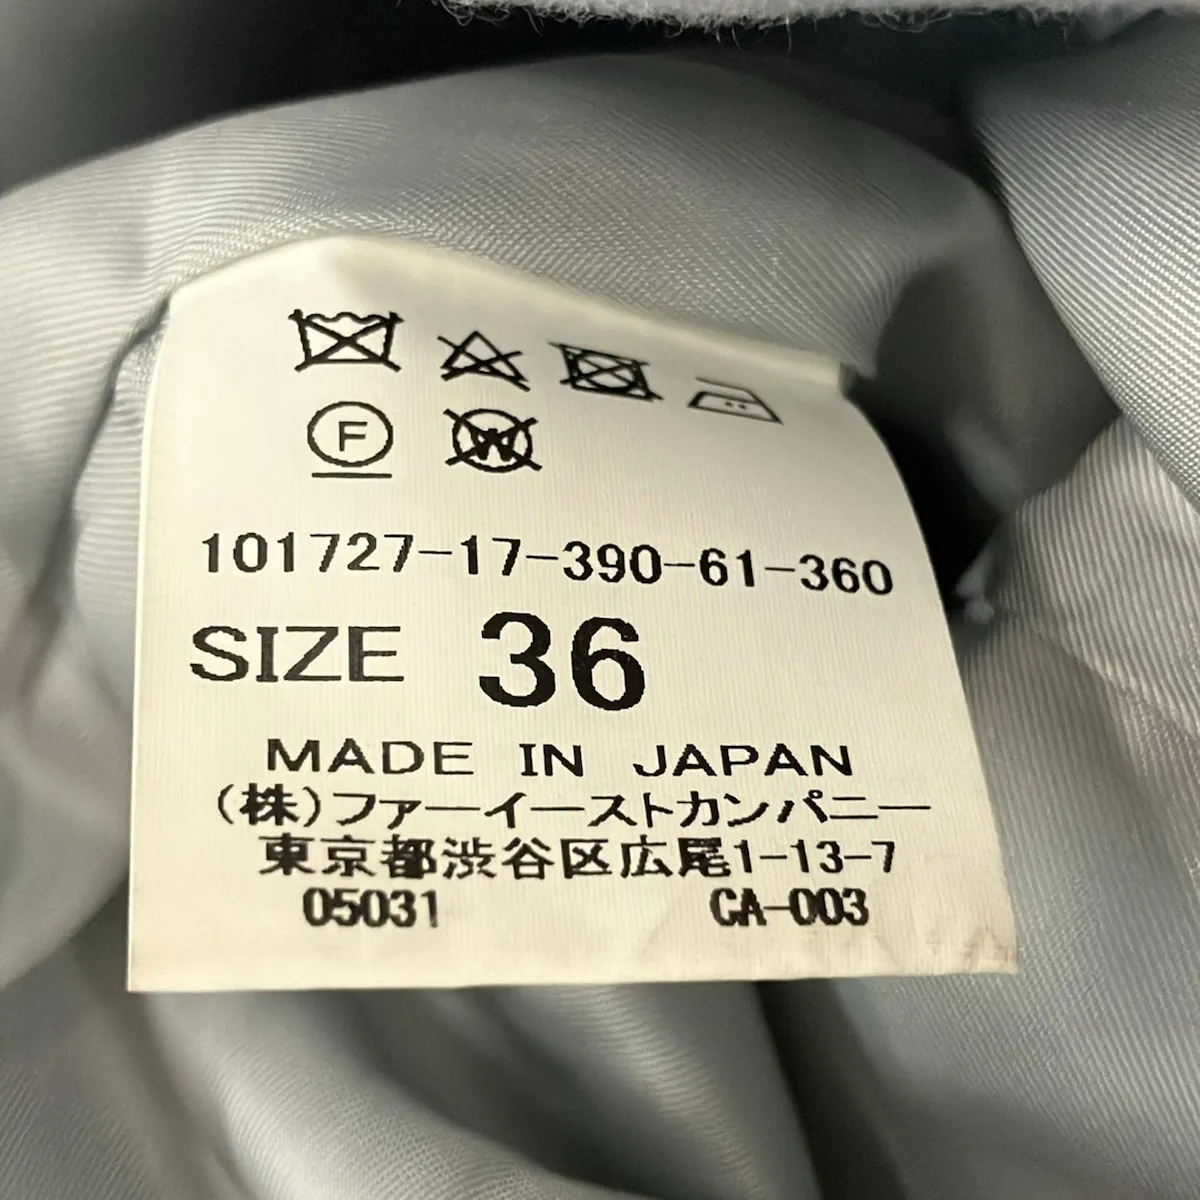 F W
101727-17-390-61-360
SIZE 36
MADE IN JAPAN
(株)ファーイーストカンパニー
東京都渋谷区広尾1-13-7
05031 CA-003